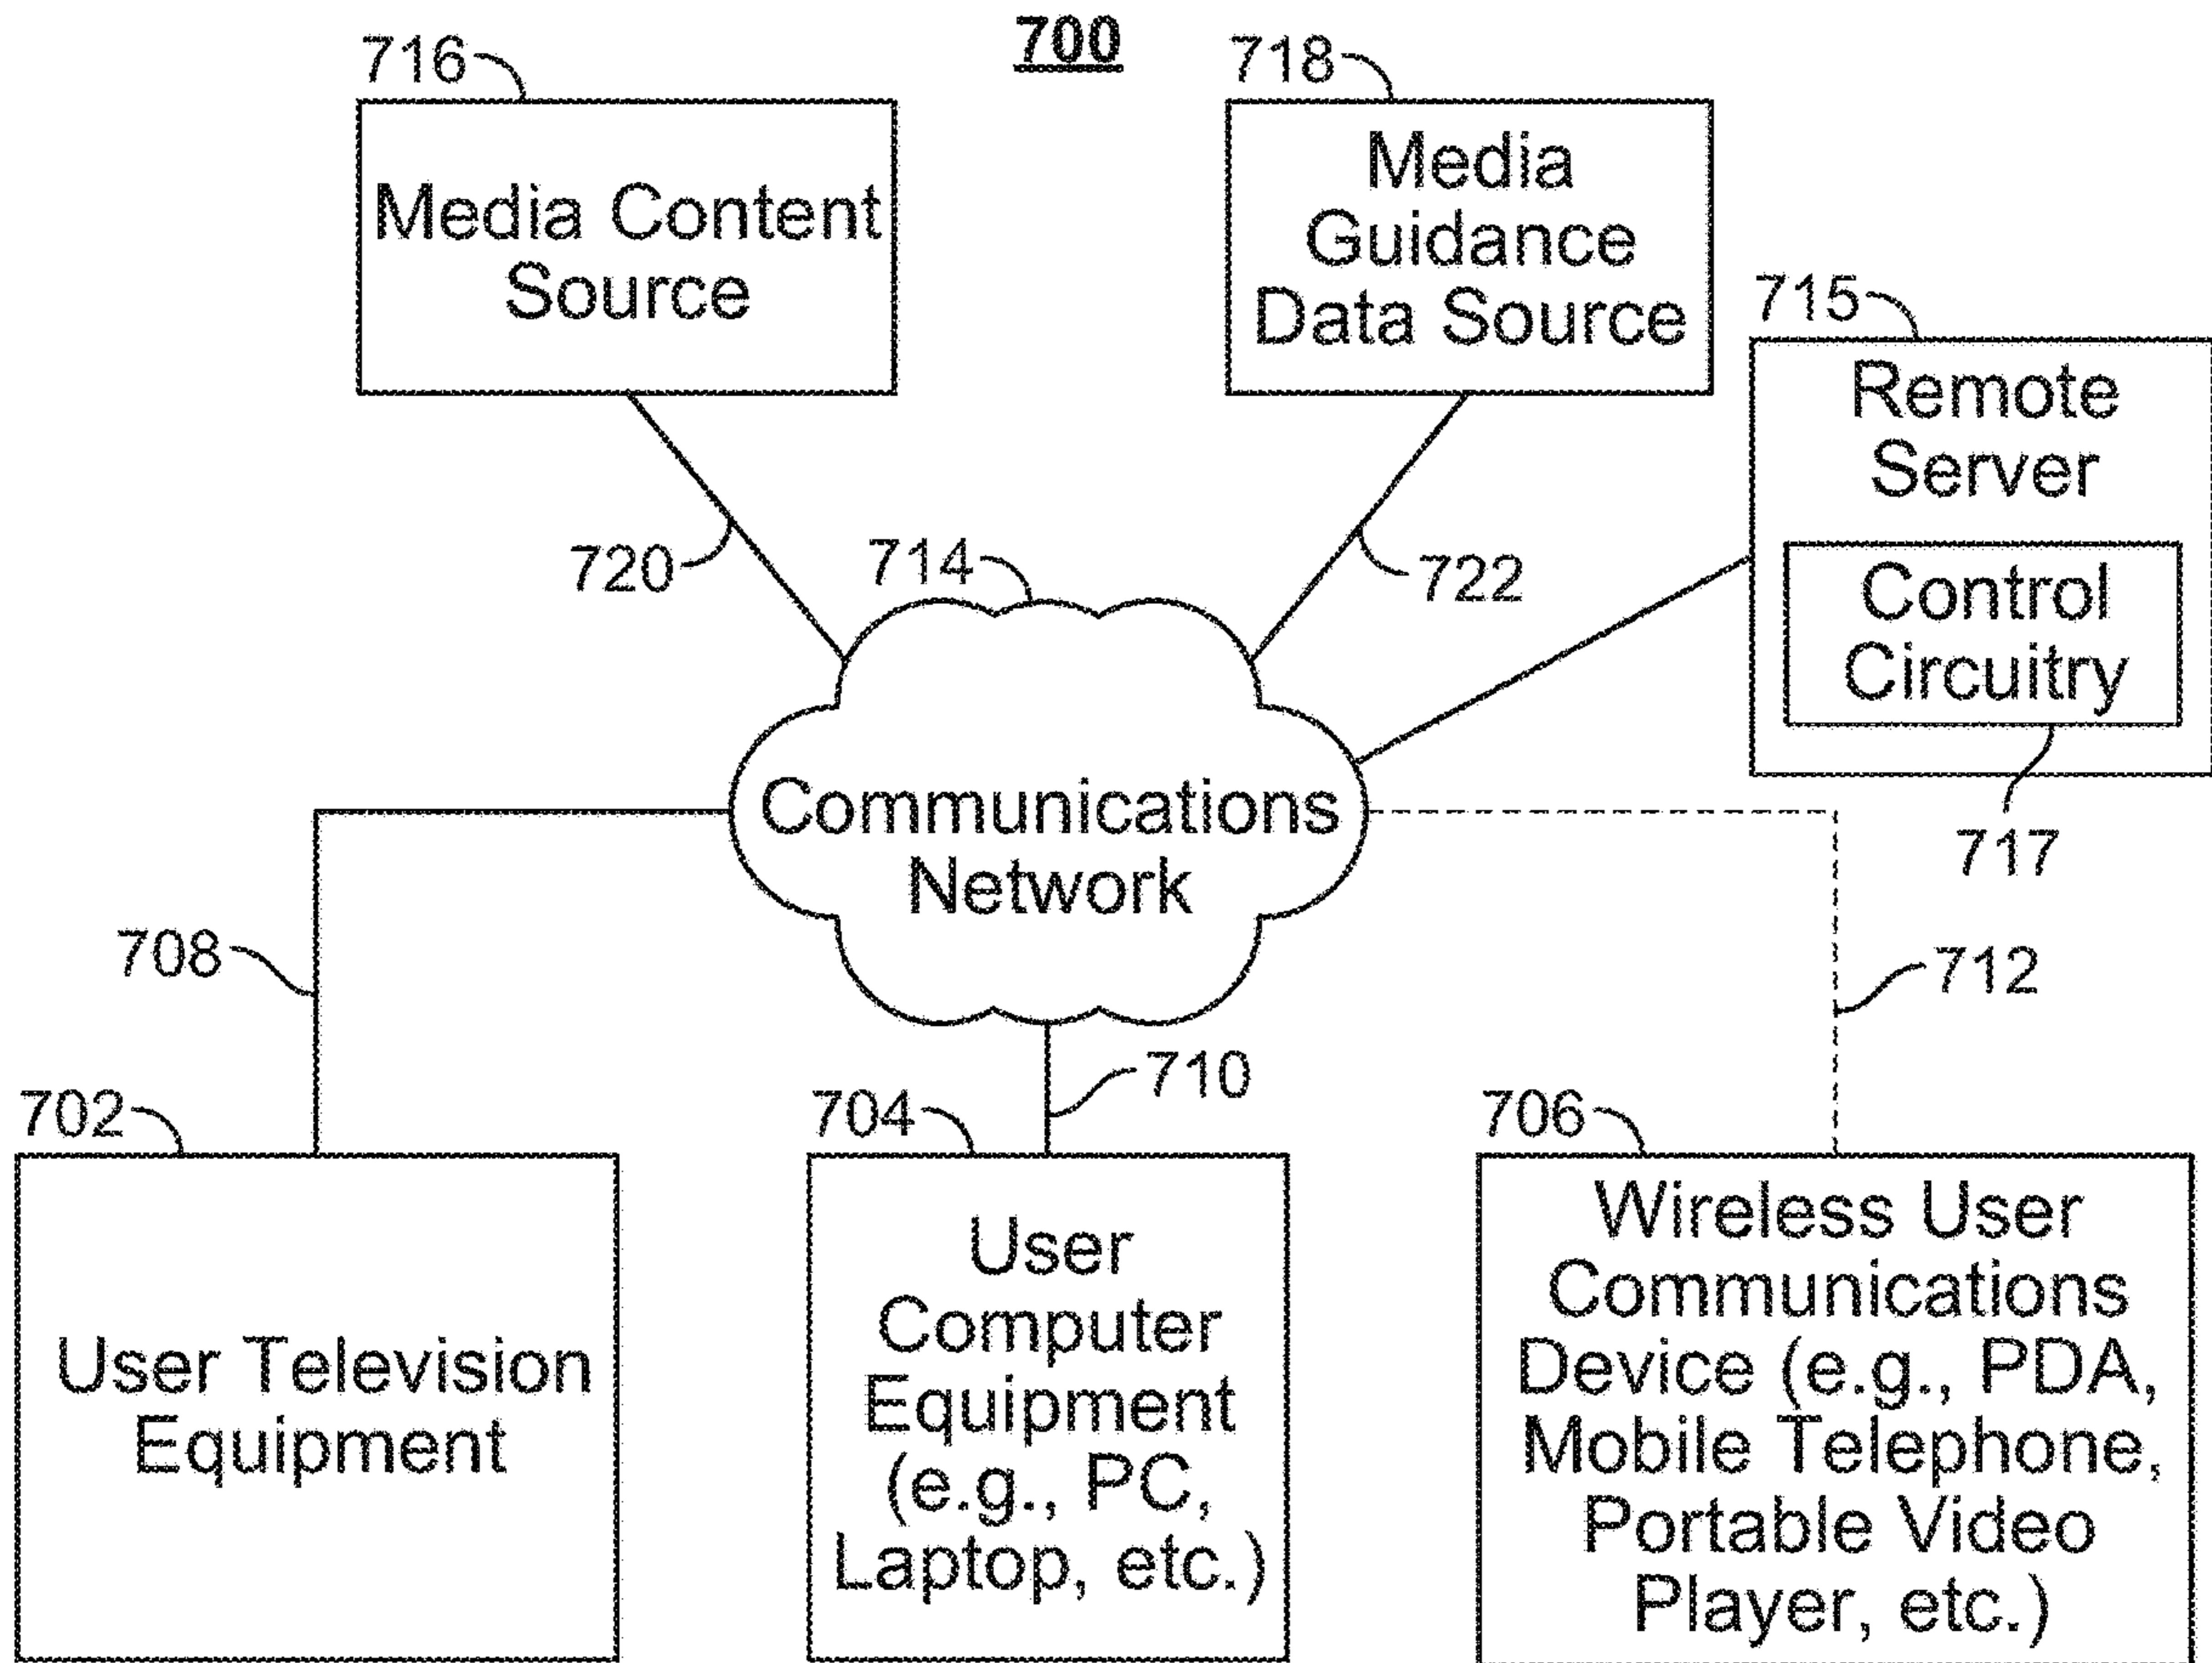 700
716
718
Media Content
Source
Media
Guidance
Data Source
715
Remote
Server
Control
Circuitry
717
720
714
722
Communications
Network
708
712
710
702
704
706
User Television
Equipment
User
Computer
Equipment
(e.g., PC,
Laptop, etc.)
Wireless User
Communications
Device (e.g., PDA,
Mobile Telephone,
Portable Video
Player, etc.)